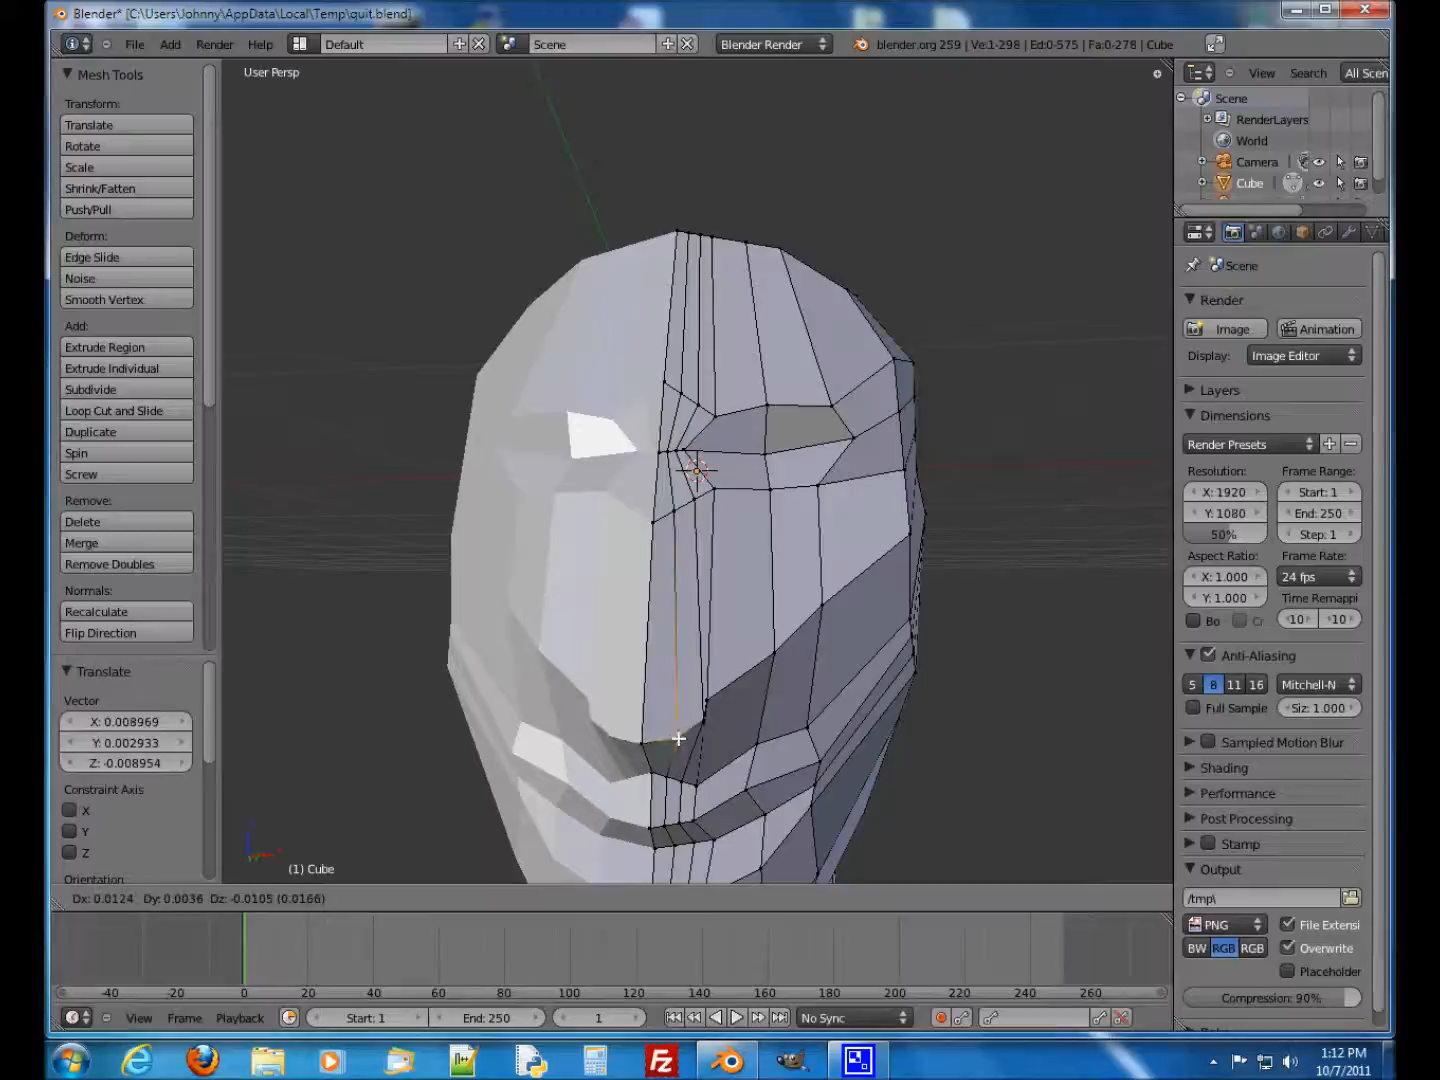 Blender* [C:\Users\Johnny\AppData\Local\Temp\quit.blend]
File Add Render Help Default Scene Blender Render blender.org 259 | Ve:1-298 | Ed:0-575 | Fa:0-278 | Cube
Mesh Tools
Transform:
Translate
Rotate
Scale
Shrink/Fatten
Push/Pull
Deform:
Edge Slide
Noise
Smooth Vertex
Add:
Extrude Region
Extrude Individual
Subdivide
Loop Cut and Slide
Duplicate
Spin
Screw
Remove:
Delete
Merge
Remove Doubles
Normals:
Recalculate
Flip Direction
Translate
Vector
X: 0.008969
Y: 0.002933
Z: -0.008954
Constraint Axis
X
Y
Z
Orientation
User Persp
(1) Cube
Dx: 0.0124 Dy: 0.0036 Dz: -0.0105 (0.0166)
View Search All Scen
Scene
RenderLayers
World
Camera
Cube
Scene
Render
Image Animation
Display: Image Editor
Layers
Dimensions
Render Presets
Resolution: Frame Range:
X: 1920 Start: 1
Y: 1080 End: 250
50% Step: 1
Aspect Ratio: Frame Rate:
X: 1.000 24 fps
Y: 1.000 Time Remappi
Bo Cr 10 10
Anti-Aliasing
5 8 11 16 Mitchell-N
Full Sample Siz: 1.000
Sampled Motion Blur
Shading
Performance
Post Processing
Stamp
Output
/tmp\
PNG File Extensi
BW RGB RGB Overwrite
Placeholder
Compression: 90%
-40 -20 0 20 40 60 80 100 120 140 160 180 200 220 240 260
View Frame Playback Start: 1 End: 250 1 No Sync
1:12 PM
10/7/2011